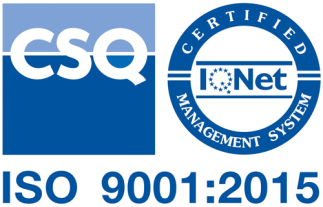 CSQ
CERTIFIED
IQNet
MANAGEMENT SYSTEM
ISO 9001:2015